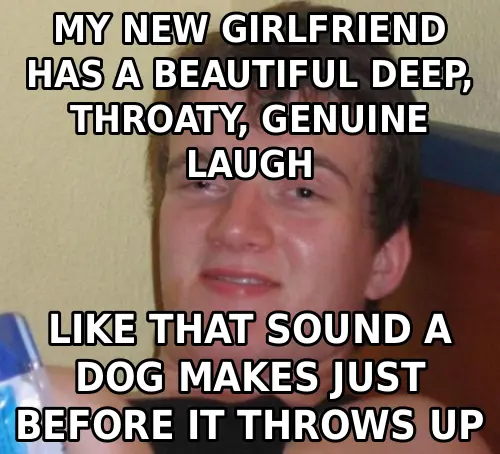 MY NEW GIRLFRIEND
HAS A BEAUTIFUL DEEP,
THROATY, GENUINE
LAUGH
LIKE THAT SOUND A
DOG MAKES JUST
BEFORE IT THROWS UP